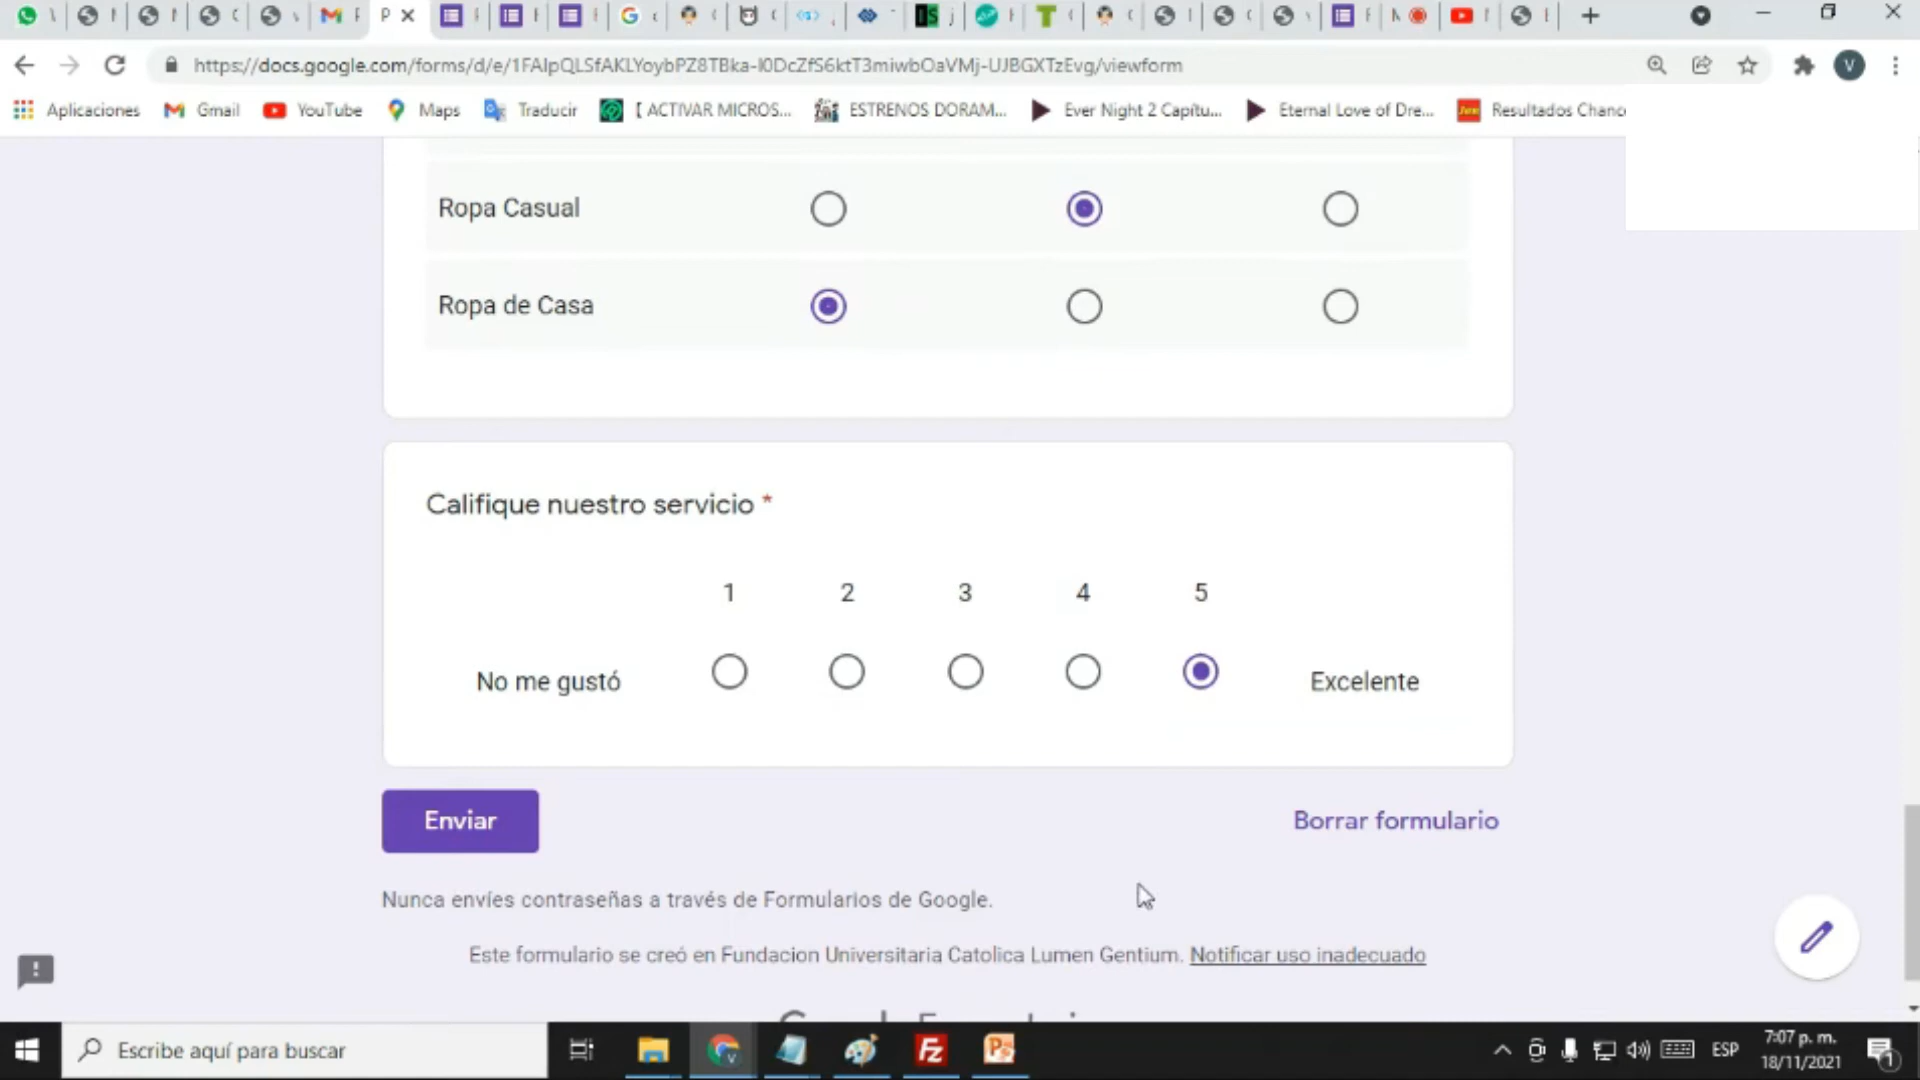 https://docs.google.com/forms/d/e/1FAIpQLSfAKLYoybPZ8TBka-I0DcZfS6ktT3miwbOaVMj-UJBGXTzEvg/viewform
V
Aplicaciones
Gmail
YouTube
Maps
Traducir
[ ACTIVAR MICROS...
ESTRENOS DORAM...
Ever Night 2 Capítu...
Eternal Love of Dre...
Resultados Chance
Ropa Casual
Ropa de Casa
Califique nuestro servicio *
1 2 3 4 5
No me gustó
Excelente
Enviar
Borrar formulario
Nunca envíes contraseñas a través de Formularios de Google.
Este formulario se creó en Fundacion Universitaria Catolica Lumen Gentium. Notificar uso inadecuado
Escribe aquí para buscar
ESP
7:07 p. m.
18/11/2021
1